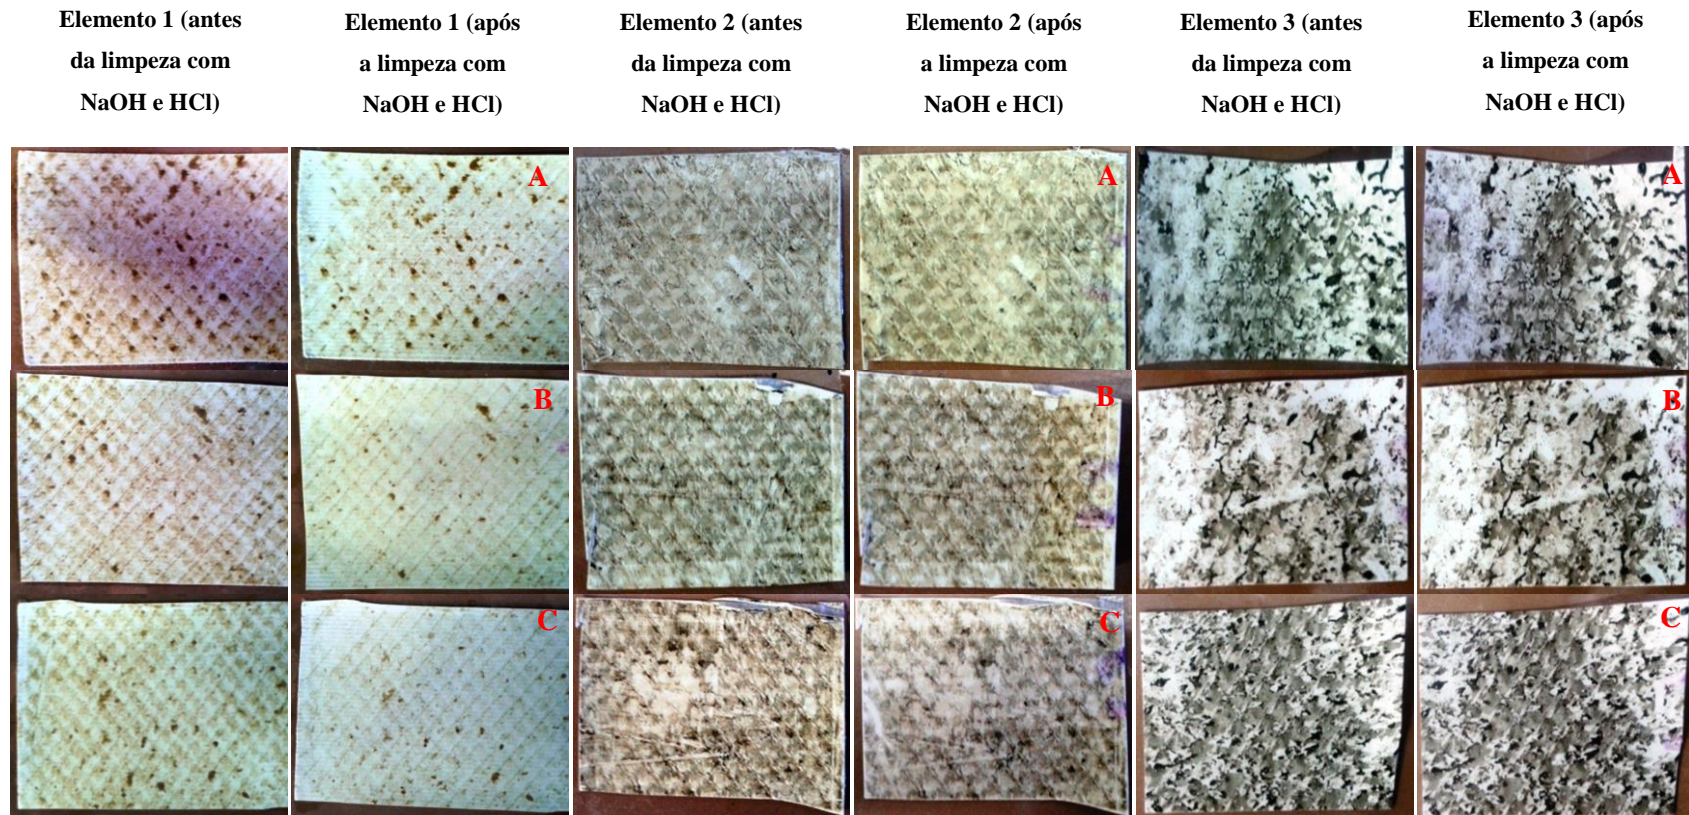 Elemento 1 (antes
da limpeza com
NaOH e HCl)
Elemento 1 (após
a limpeza com
NaOH e HCl)
Elemento 2 (antes
da limpeza com
NaOH e HCl)
Elemento 2 (após
a limpeza com
NaOH e HCl)
Elemento 3 (antes
da limpeza com
NaOH e HCl)
Elemento 3 (após
a limpeza com
NaOH e HCl)
A
A
A
B
B
B
C
C
C